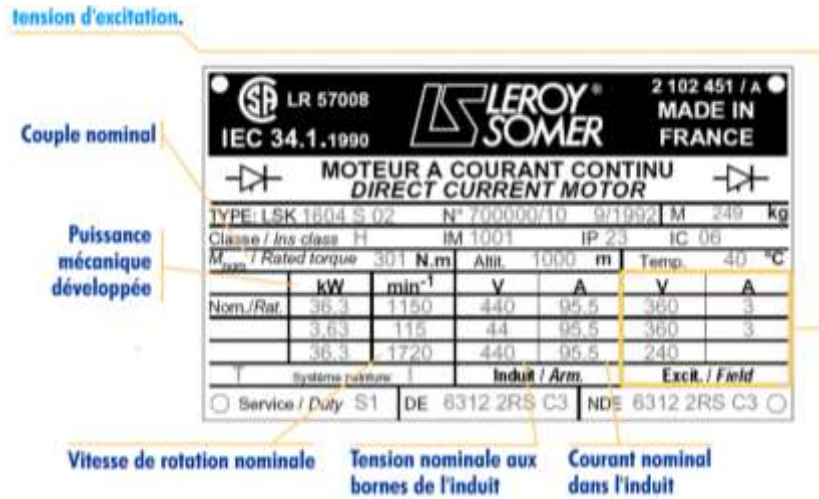 tension d'excitation.
SA LR 57008
LEROY® SOMER
2 102 451 / A
MADE IN FRANCE
IEC 34.1.1990
Couple nominal
MOTEUR A COURANT CONTINU
DIRECT CURRENT MOTOR
TYPE: LSK 1604 S 02 N° 700000/10 9/1992 M 249 kg
Classe / Ins class H IM 1001 IP 23 IC 06
Mnom / Rated torque 301 N.m Altit. 1000 m Temp. 40 °C
Puissance mécanique développée
kW min-1 V A V A
Nom./Rat. 36.3 1150 440 95.5 360 3
3,63 115 44 95.5 360 3
36.3 1720 440 95.5 240
T Système peinture I Induit / Arm. Excit. / Field
Service / Duty S1 DE 6312 2RS C3 NDE 6312 2RS C3
Vitesse de rotation nominale
Tension nominale aux bornes de l'induit
Courant nominal dans l'induit